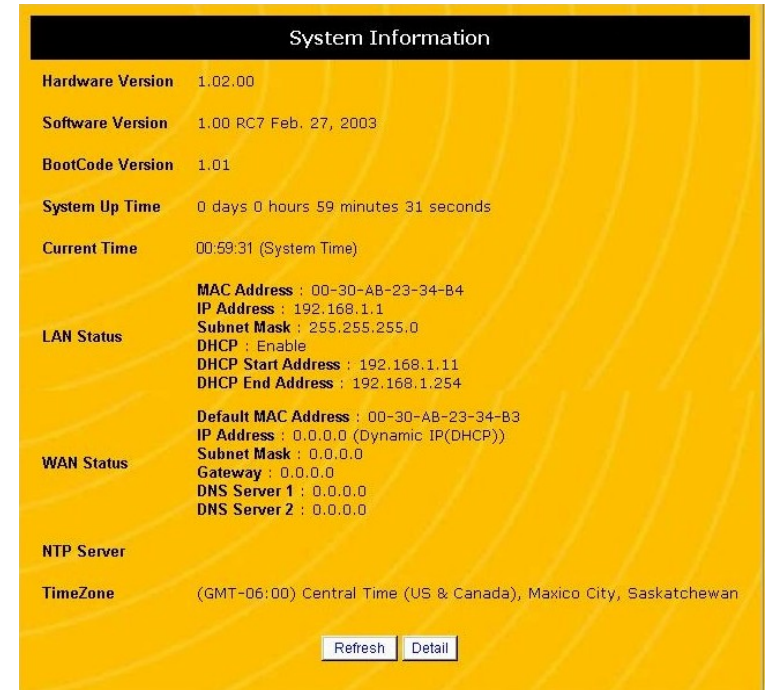 System Information
Hardware Version 1.02.00
Software Version 1.00 RC7 Feb. 27, 2003
BootCode Version 1.01
System Up Time 0 days 0 hours 59 minutes 31 seconds
Current Time 00:59:31 (System Time)
LAN Status
MAC Address : 00-30-AB-23-34-B4
IP Address : 192.168.1.1
Subnet Mask : 255.255.255.0
DHCP : Enable
DHCP Start Address : 192.168.1.11
DHCP End Address : 192.168.1.254
WAN Status
Default MAC Address : 00-30-AB-23-34-B3
IP Address : 0.0.0.0 (Dynamic IP(DHCP))
Subnet Mask : 0.0.0.0
Gateway : 0.0.0.0
DNS Server 1 : 0.0.0.0
DNS Server 2 : 0.0.0.0
NTP Server
TimeZone (GMT-06:00) Central Time (US & Canada), Maxico City, Saskatchewan
Refresh Detail